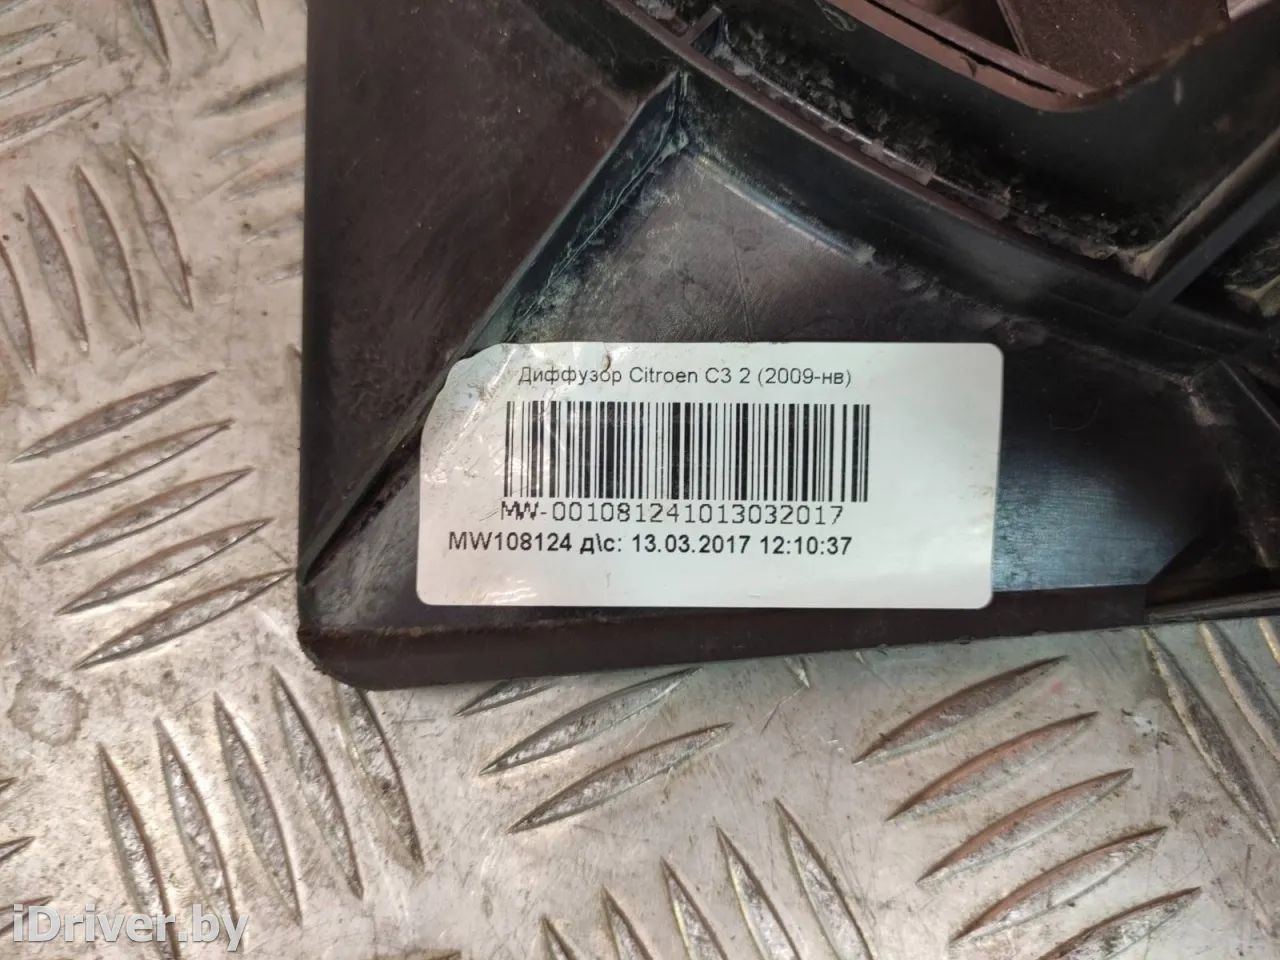 Диффузор Citroen C3 2 (2009-нв)
MW-001081241013032017
MW108124 д\с: 13.03.2017 12:10:37
iDriver.by